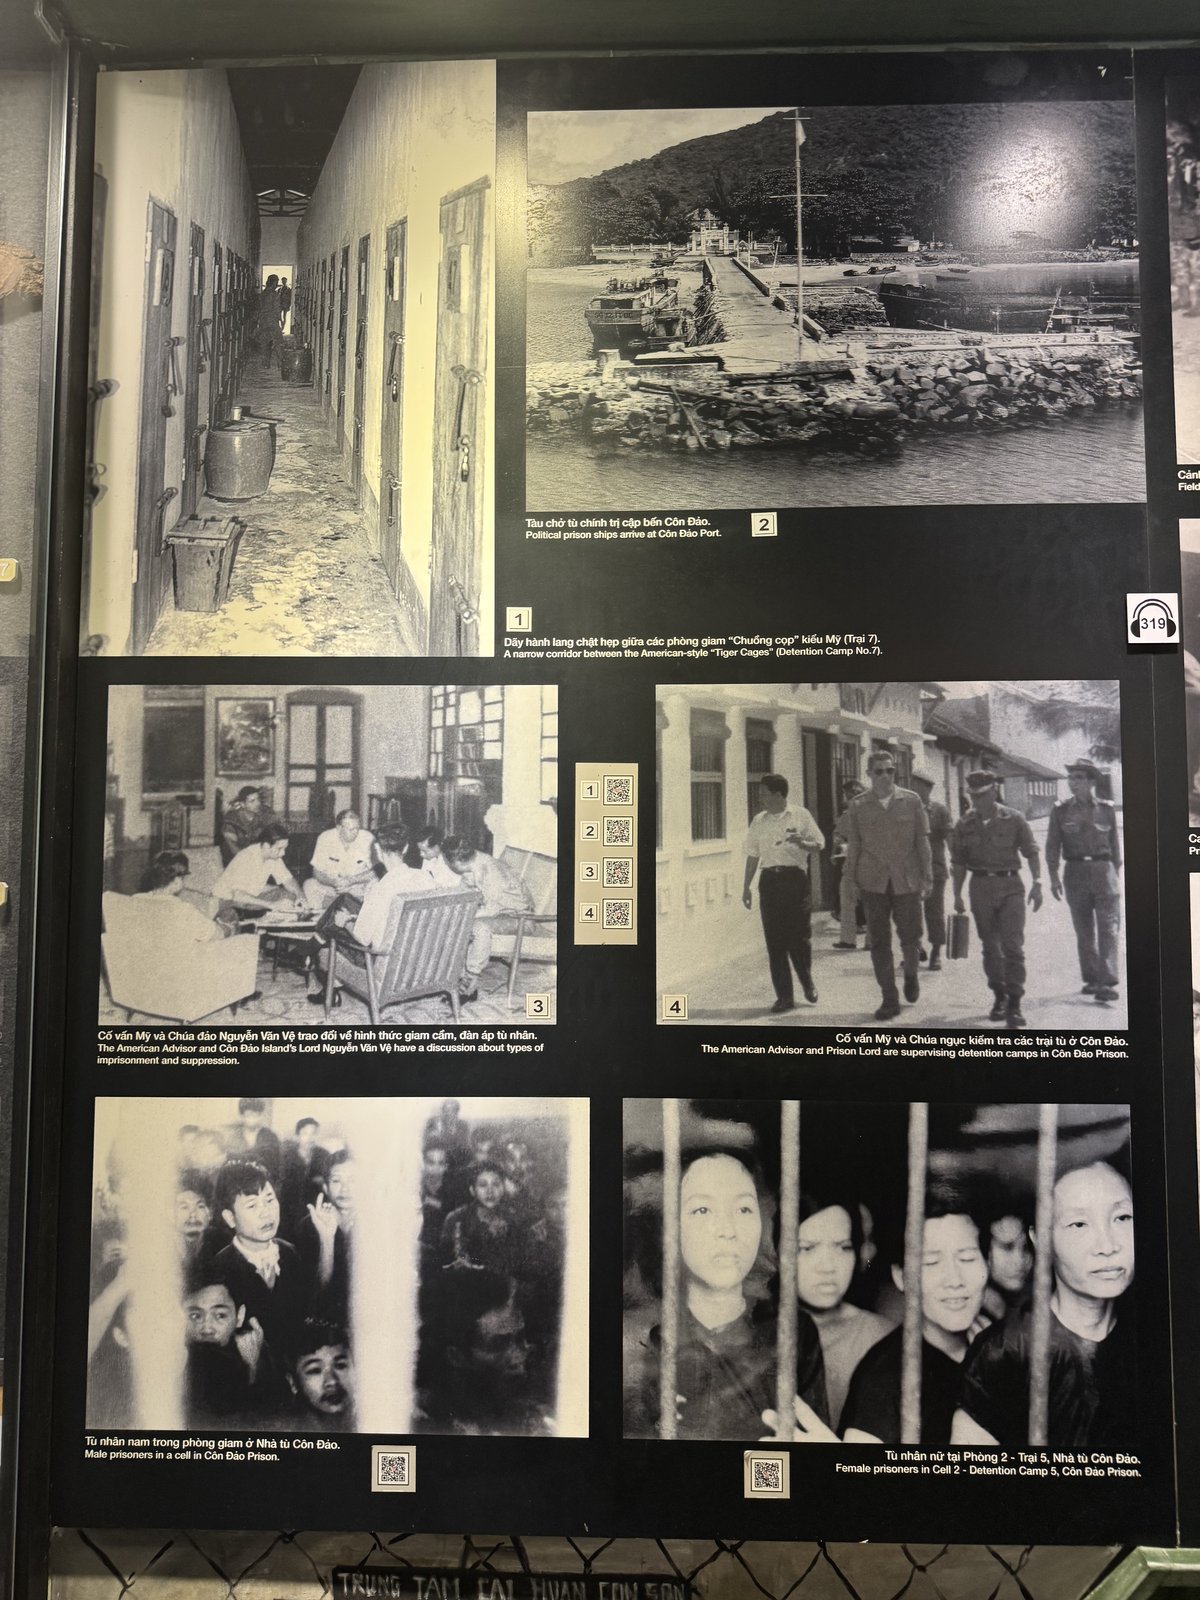 Tàu chở tù chính trị cập bến Côn Đảo.
Political prison ships arrive at Côn Đảo Port.
2
1
Dãy hành lang chật hẹp giữa các phòng giam “Chuồng cọp” kiểu Mỹ (Trại 7).
A narrow corridor between the American-style “Tiger Cages” (Detention Camp No.7).
319
7
1
2
3
4
3
Cố vấn Mỹ và Chúa đảo Nguyễn Văn Vệ trao đổi về hình thức giam cầm, đàn áp tù nhân.
The American Advisor and Côn Đảo Island's Lord Nguyễn Văn Vệ have a discussion about types of
imprisonment and suppression.
4
Cố vấn Mỹ và Chúa ngục kiểm tra các trại tù ở Côn Đảo.
The American Advisor and Prison Lord are supervising detention camps in Côn Đảo Prison.
Tù nhân nam trong phòng giam ở Nhà tù Côn Đảo.
Male prisoners in a cell in Côn Đảo Prison.
Tù nhân nữ tại Phòng 2 - Trại 5, Nhà tù Côn Đảo.
Female prisoners in Cell 2 - Detention Camp 5, Côn Đảo Prison.
TRUNG TAM CAI HUAN CON SON